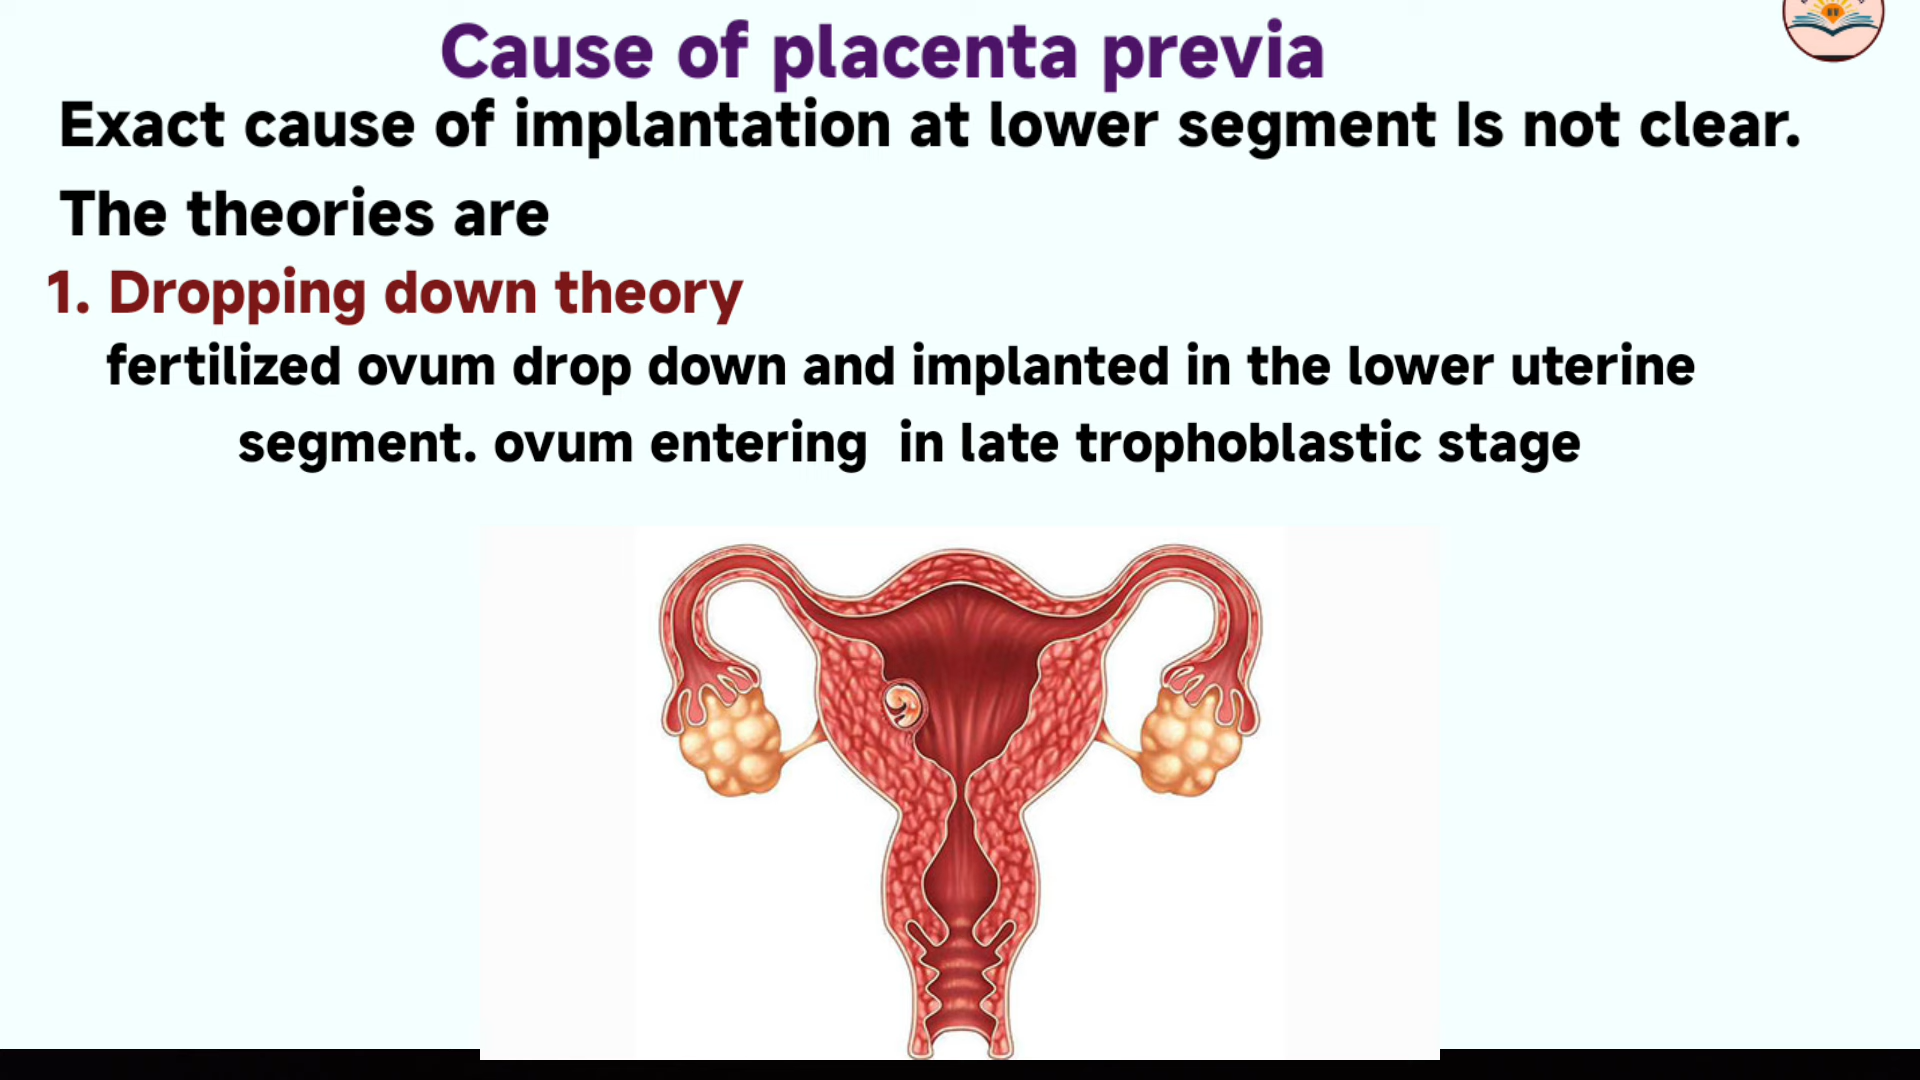 Cause of placenta previa
Exact cause of implantation at lower segment Is not clear.
The theories are
1. Dropping down theory
fertilized ovum drop down and implanted in the lower uterine
segment. ovum entering  in late trophoblastic stage